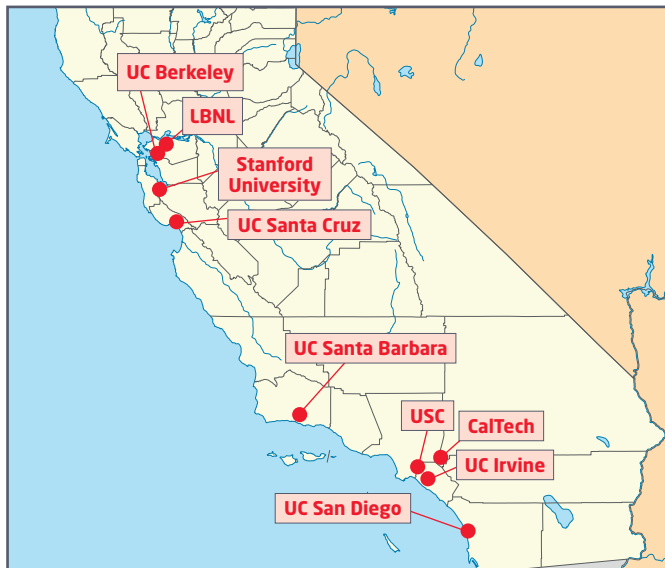 UC Berkeley
LBNL
Stanford
University
UC Santa Cruz
UC Santa Barbara
USC
CalTech
UC Irvine
UC San Diego